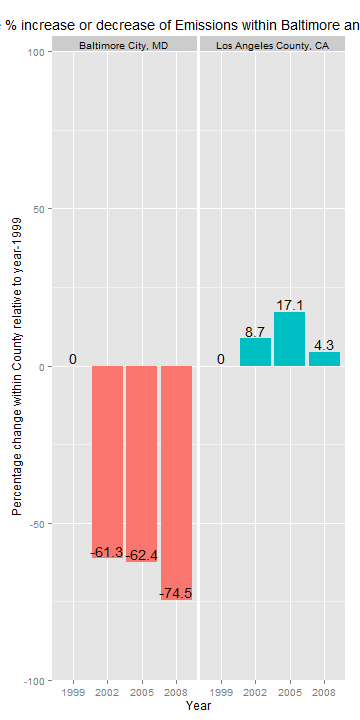 % increase or decrease of Emissions within Baltimore an
Baltimore City, MD
Los Angeles County, CA
Percentage change within County relative to year-1999
100
50
0
-50
-100
0
-61.3
-62.4
-74.5
0
8.7
17.1
4.3
1999 2002 2005 2008
1999 2002 2005 2008
Year